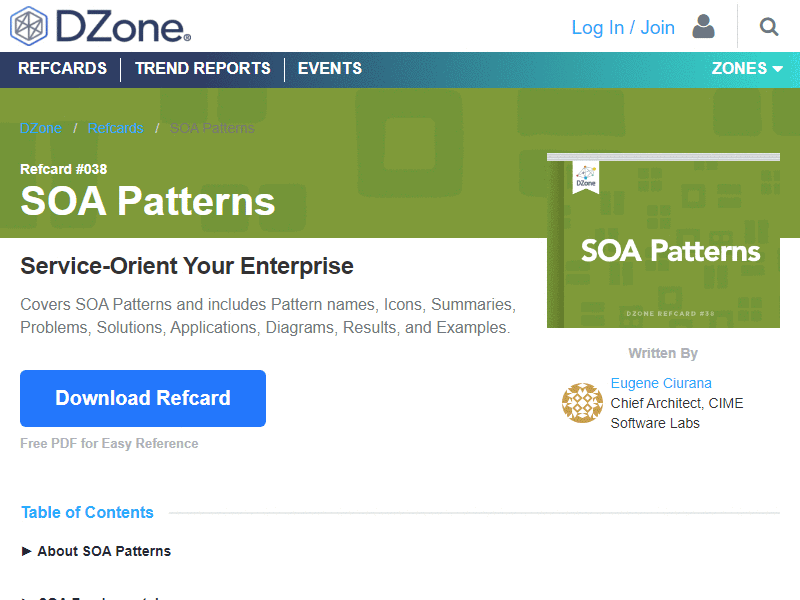 DZone®
Log In / Join
REFCARDS
TREND REPORTS
EVENTS
ZONES
DZone / Refcards / SOA Patterns
Refcard #038
SOA Patterns
Service-Orient Your Enterprise
Covers SOA Patterns and includes Pattern names, Icons, Summaries,
Problems, Solutions, Applications, Diagrams, Results, and Examples.
Download Refcard
Free PDF for Easy Reference
DZone
SOA Patterns
DZONE REFCARD #38
Written By
Eugene Ciurana
Chief Architect, CIME
Software Labs
Table of Contents
► About SOA Patterns